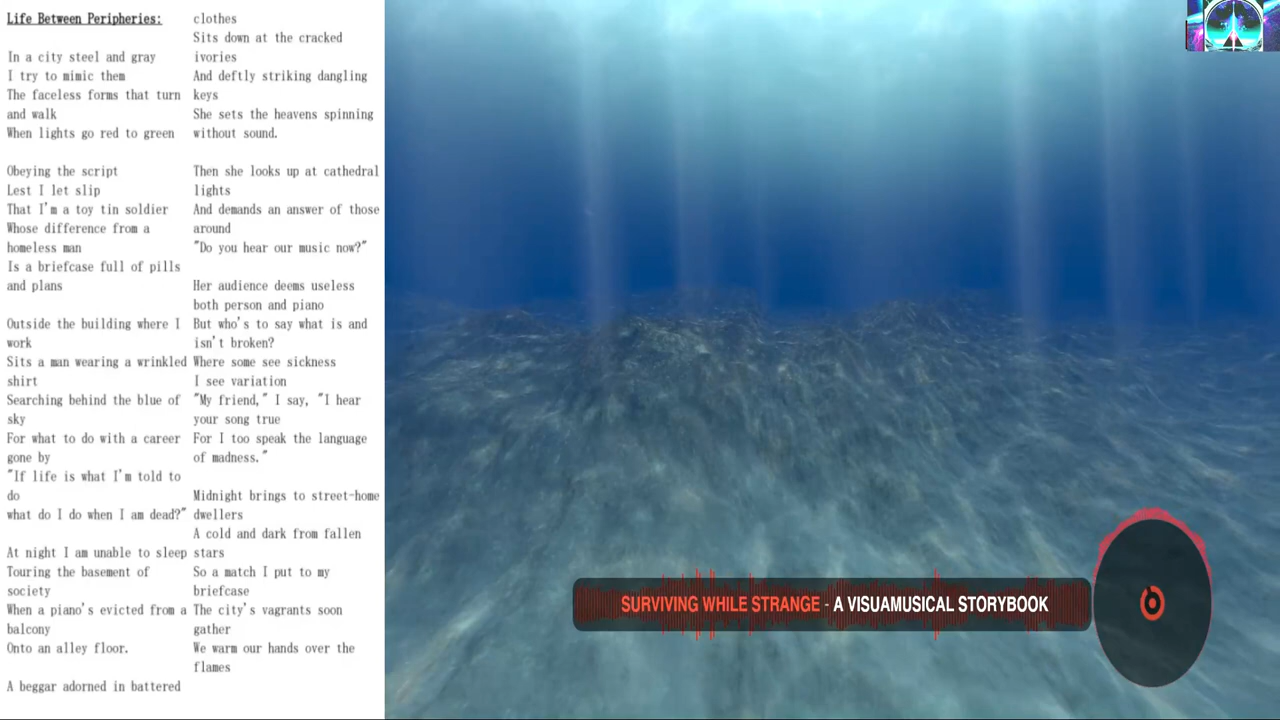 Life Between Peripheries:
In a city steel and gray
I try to mimic them
The faceless forms that turn
and walk
When lights go red to green
Obeying the script
Lest I let slip
That I'm a toy tin soldier
Whose difference from a
homeless man
Is a briefcase full of pills
and plans
Outside the building where I
work
Sits a man wearing a wrinkled
shirt
Searching behind the blue of
sky
For what to do with a career
gone by
"If life is what I'm told to
do
what do I do when I am dead?"
At night I am unable to sleep
Touring the basement of
society
When a piano's evicted from a
balcony
Onto an alley floor.
A beggar adorned in battered
clothes
Sits down at the cracked
ivories
And deftly striking dangling
keys
She sets the heavens spinning
without sound.
Then she looks up at cathedral
lights
And demands an answer of those
around
"Do you hear our music now?"
Her audience deems useless
both person and piano
But who's to say what is and
isn't broken?
Where some see sickness
I see variation
"My friend," I say, "I hear
your song true
For I too speak the language
of madness."
Midnight brings to street-home
dwellers
A cold and dark from fallen
stars
So a match I put to my
briefcase
The city's vagrants soon
gather
We warm our hands over the
flames
SURVIVING WHILE STRANGE - A VISUAMUSICAL STORYBOOK